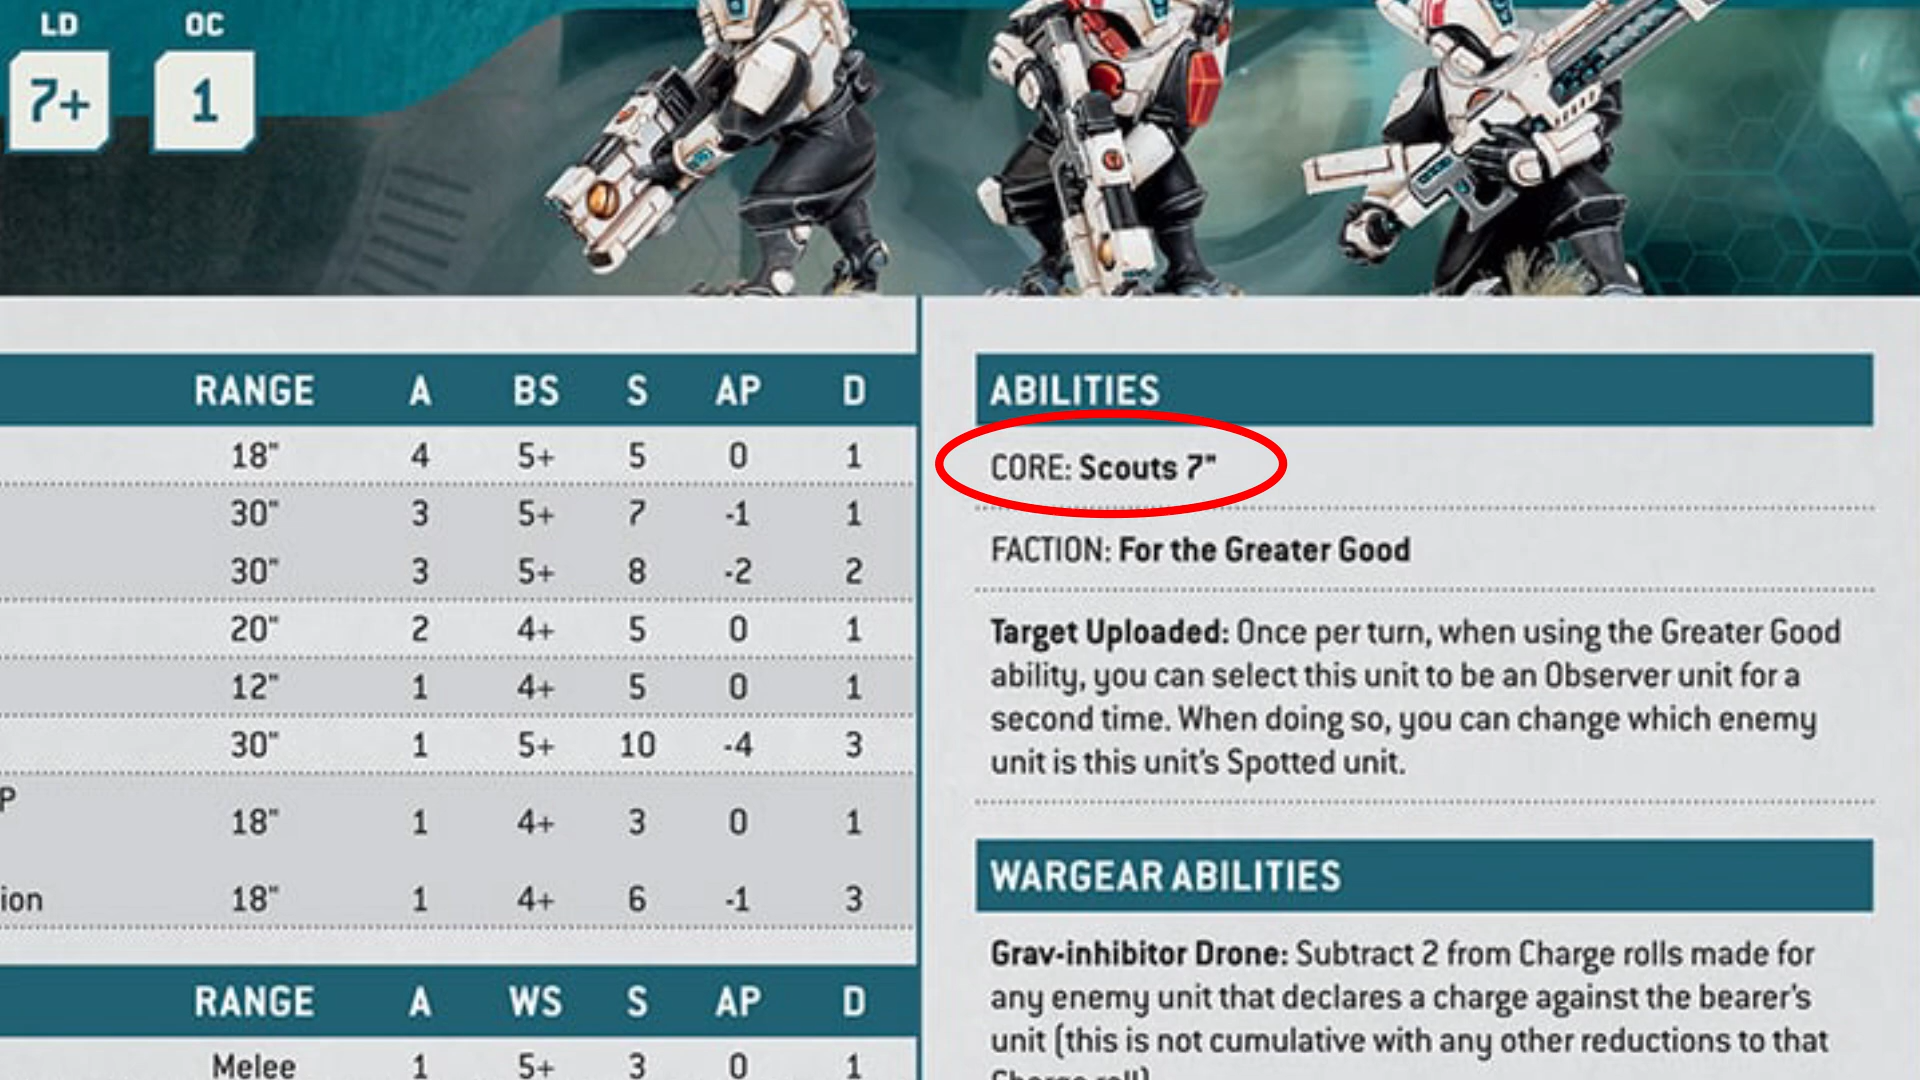 LD OC
7+ 1
RANGE A BS S AP D
18" 4 5+ 5 0 1
30" 3 5+ 7 -1 1
30" 3 5+ 8 -2 2
20" 2 4+ 5 0 1
12" 1 4+ 5 0 1
30" 1 5+ 10 -4 3
P
18" 1 4+ 3 0 1
ion 18" 1 4+ 6 -1 3
RANGE A WS S AP D
Melee 1 5+ 3 0 1
ABILITIES
CORE: Scouts 7"
FACTION: For the Greater Good
Target Uploaded: Once per turn, when using the Greater Good
ability, you can select this unit to be an Observer unit for a
second time. When doing so, you can change which enemy
unit is this unit's Spotted unit.
WARGEAR ABILITIES
Grav-inhibitor Drone: Subtract 2 from Charge rolls made for
any enemy unit that declares a charge against the bearer's
unit (this is not cumulative with any other reductions to that
Charge roll).